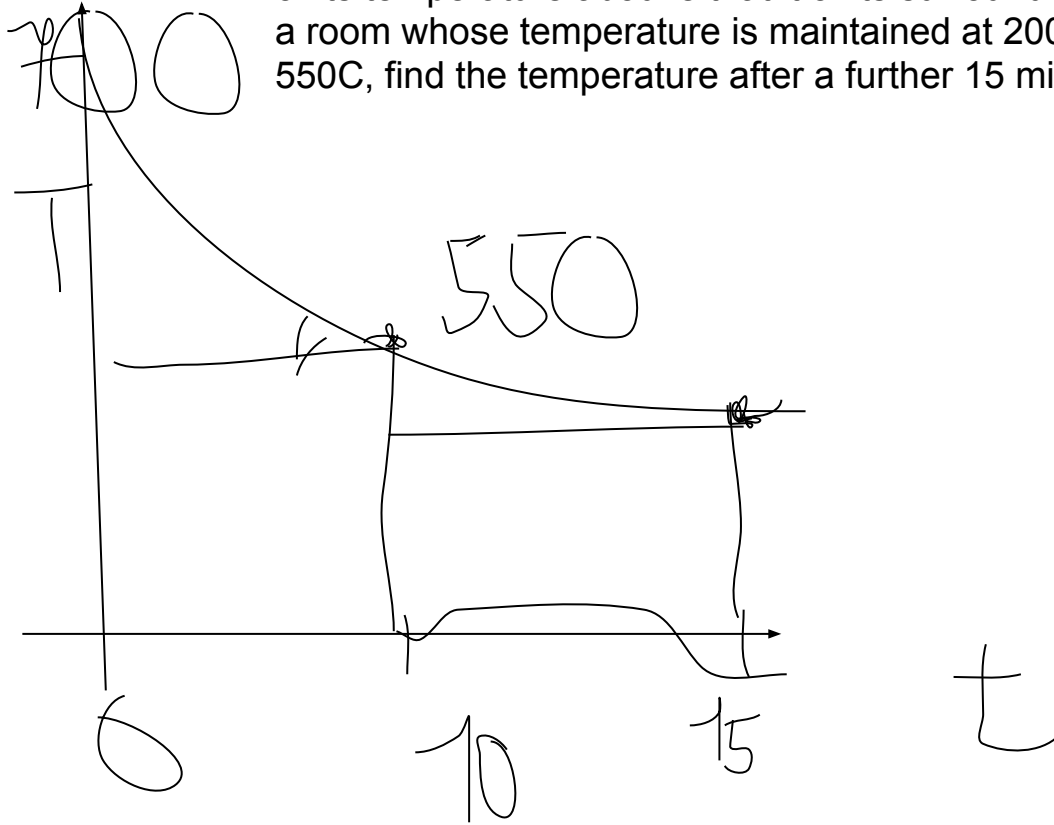 a room whose temperature is maintained at 200
550C, find the temperature after a further 15 mi
700
T
550
0
10
15
t